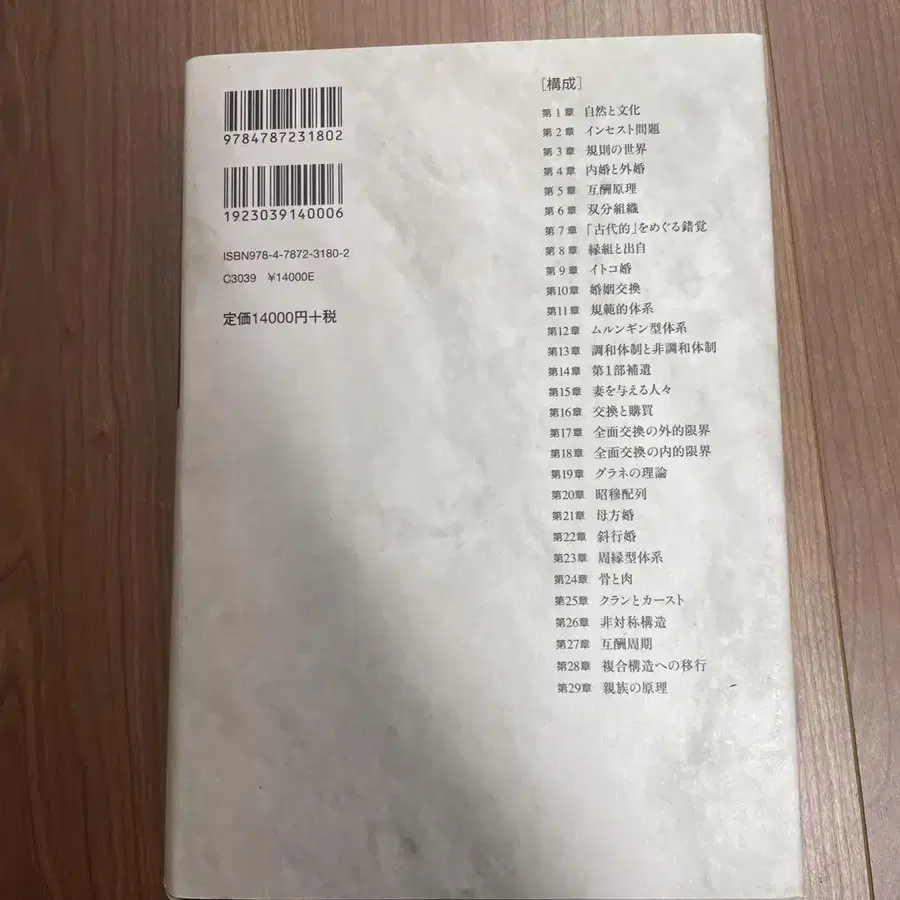 9784787231802
1923039140006
ISBN978-4-7872-3180-2
C3039 ¥14000E
定価14000円＋税
［構成］
第1章 自然と文化
第2章 インセスト問題
第3章 規則の世界
第4章 内婚と外婚
第5章 互酬原理
第6章 双分組織
第7章 「古代的」をめぐる錯覚
第8章 縁組と出自
第9章 イトコ婚
第10章 婚姻交換
第11章 規範的体系
第12章 ムルンギン型体系
第13章 調和体制と非調和体制
第14章 第1部補遺
第15章 妻を与える人々
第16章 交換と購買
第17章 全面交換の外的限界
第18章 全面交換の内的限界
第19章 グラネの理論
第20章 昭穆配列
第21章 母方婚
第22章 斜行婚
第23章 周縁型体系
第24章 骨と肉
第25章 クランとカースト
第26章 非対称構造
第27章 互酬周期
第28章 複合構造への移行
第29章 親族の原理